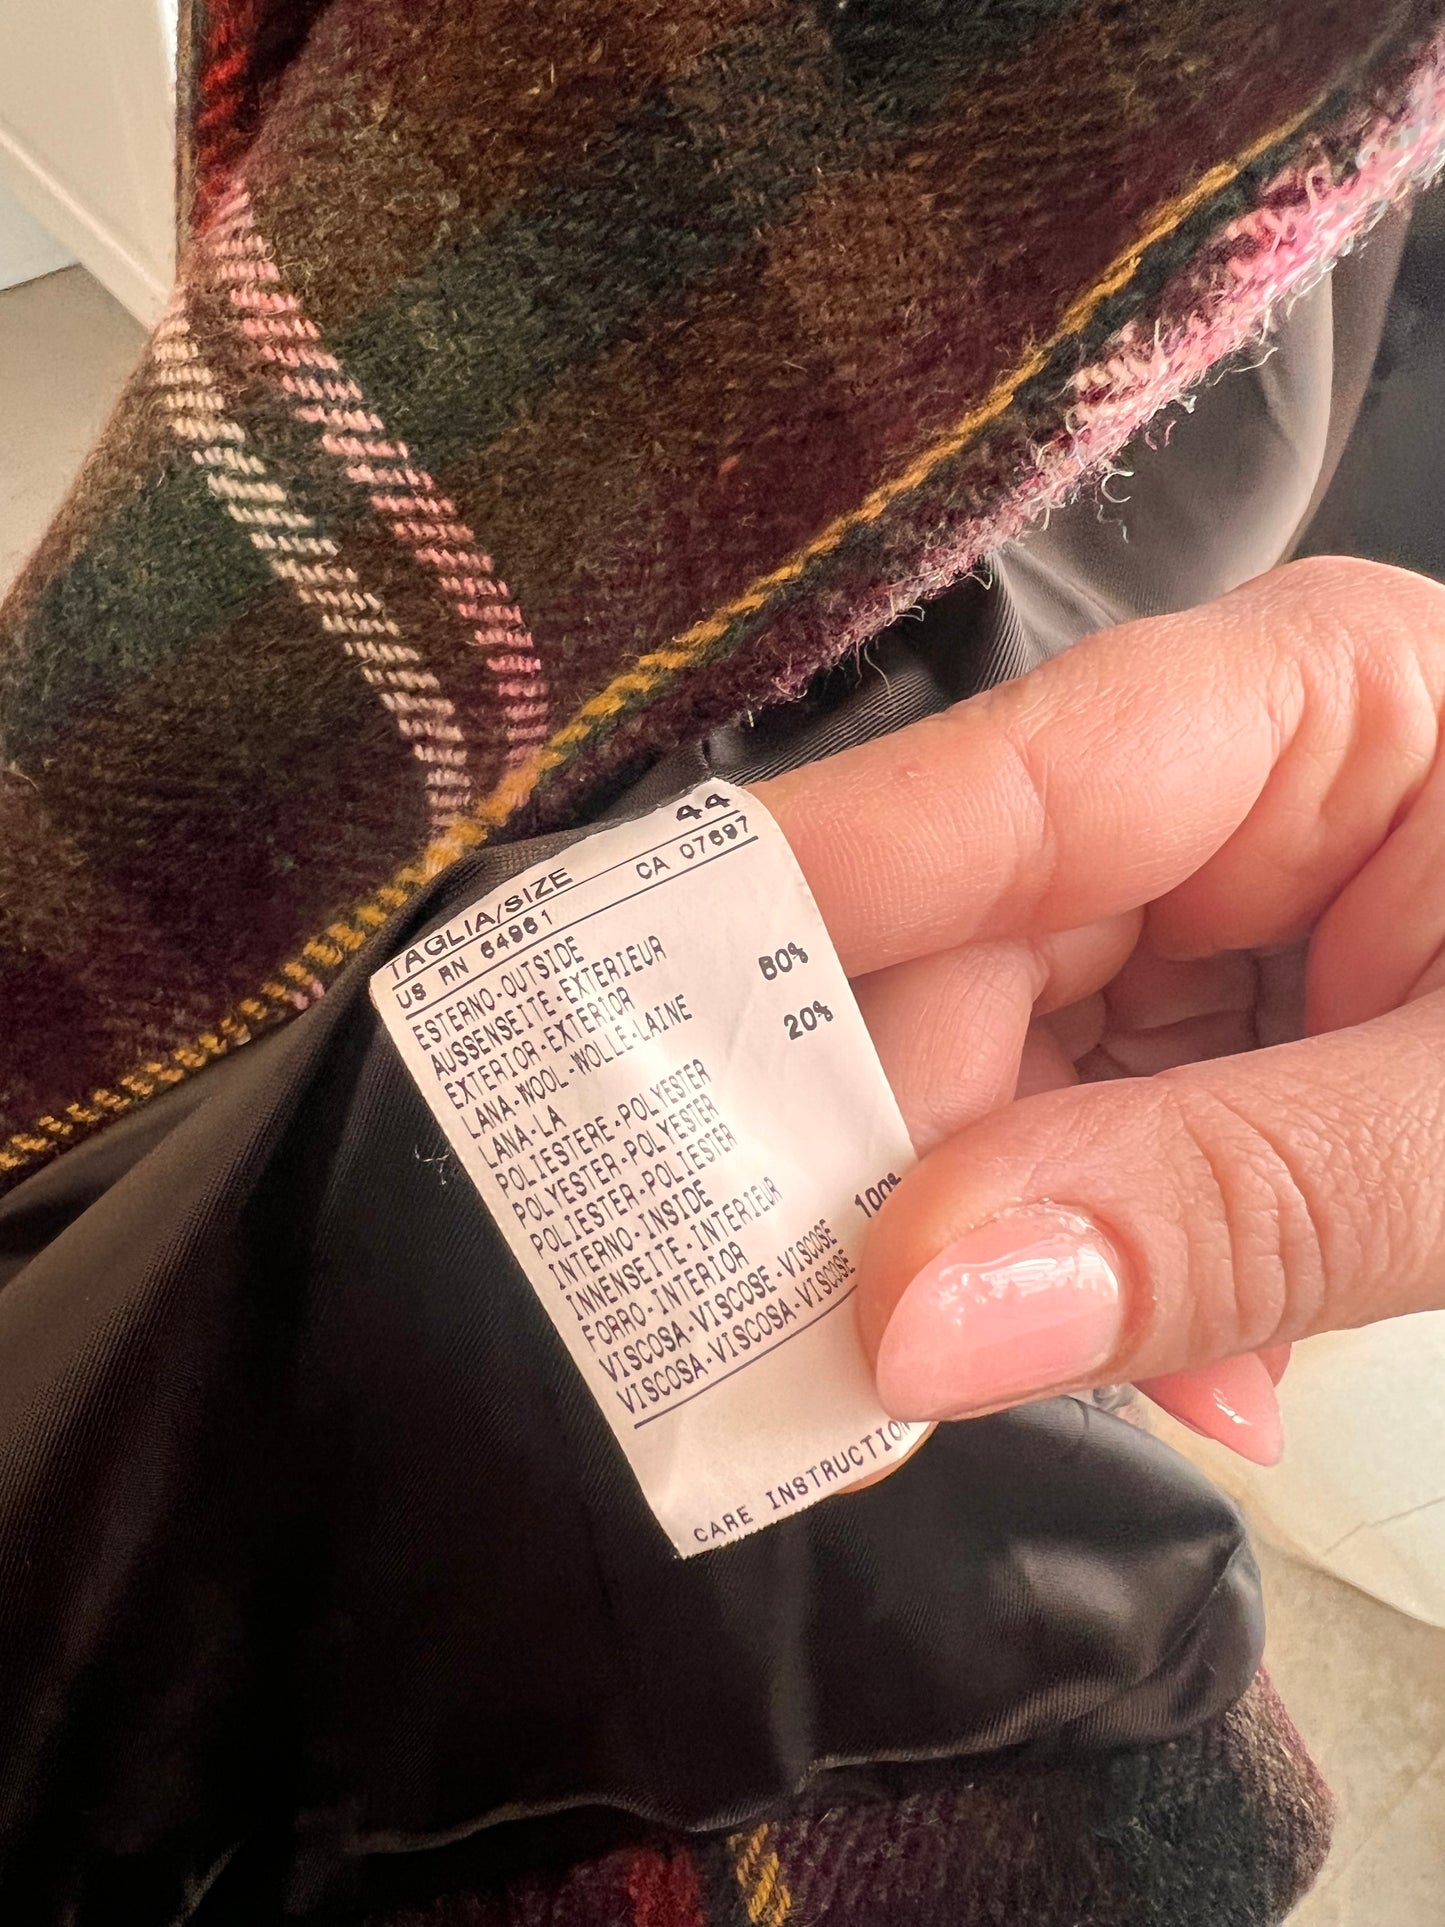 TAGLIA/SIZE 44
US RN 64961 CA 07697
ESTERNO-OUTSIDE
AUSSENSEITE-EXTERIEUR
EXTERIOR-EXTERIOR
LANA-WOOL-WOLLE-LAINE 80%
LANA-LA
POLIESTERE-POLYESTER 20%
POLYESTER-POLYESTER
POLIESTER-POLIESTER
INTERNO-INSIDE
INNENSEITE-INTERIEUR
FORRO-INTERIOR
VISCOSA-VISCOSE-VISCOSE 100%
VISCOSA-VISCOSA-VISCOSE
CARE INSTRUCTION